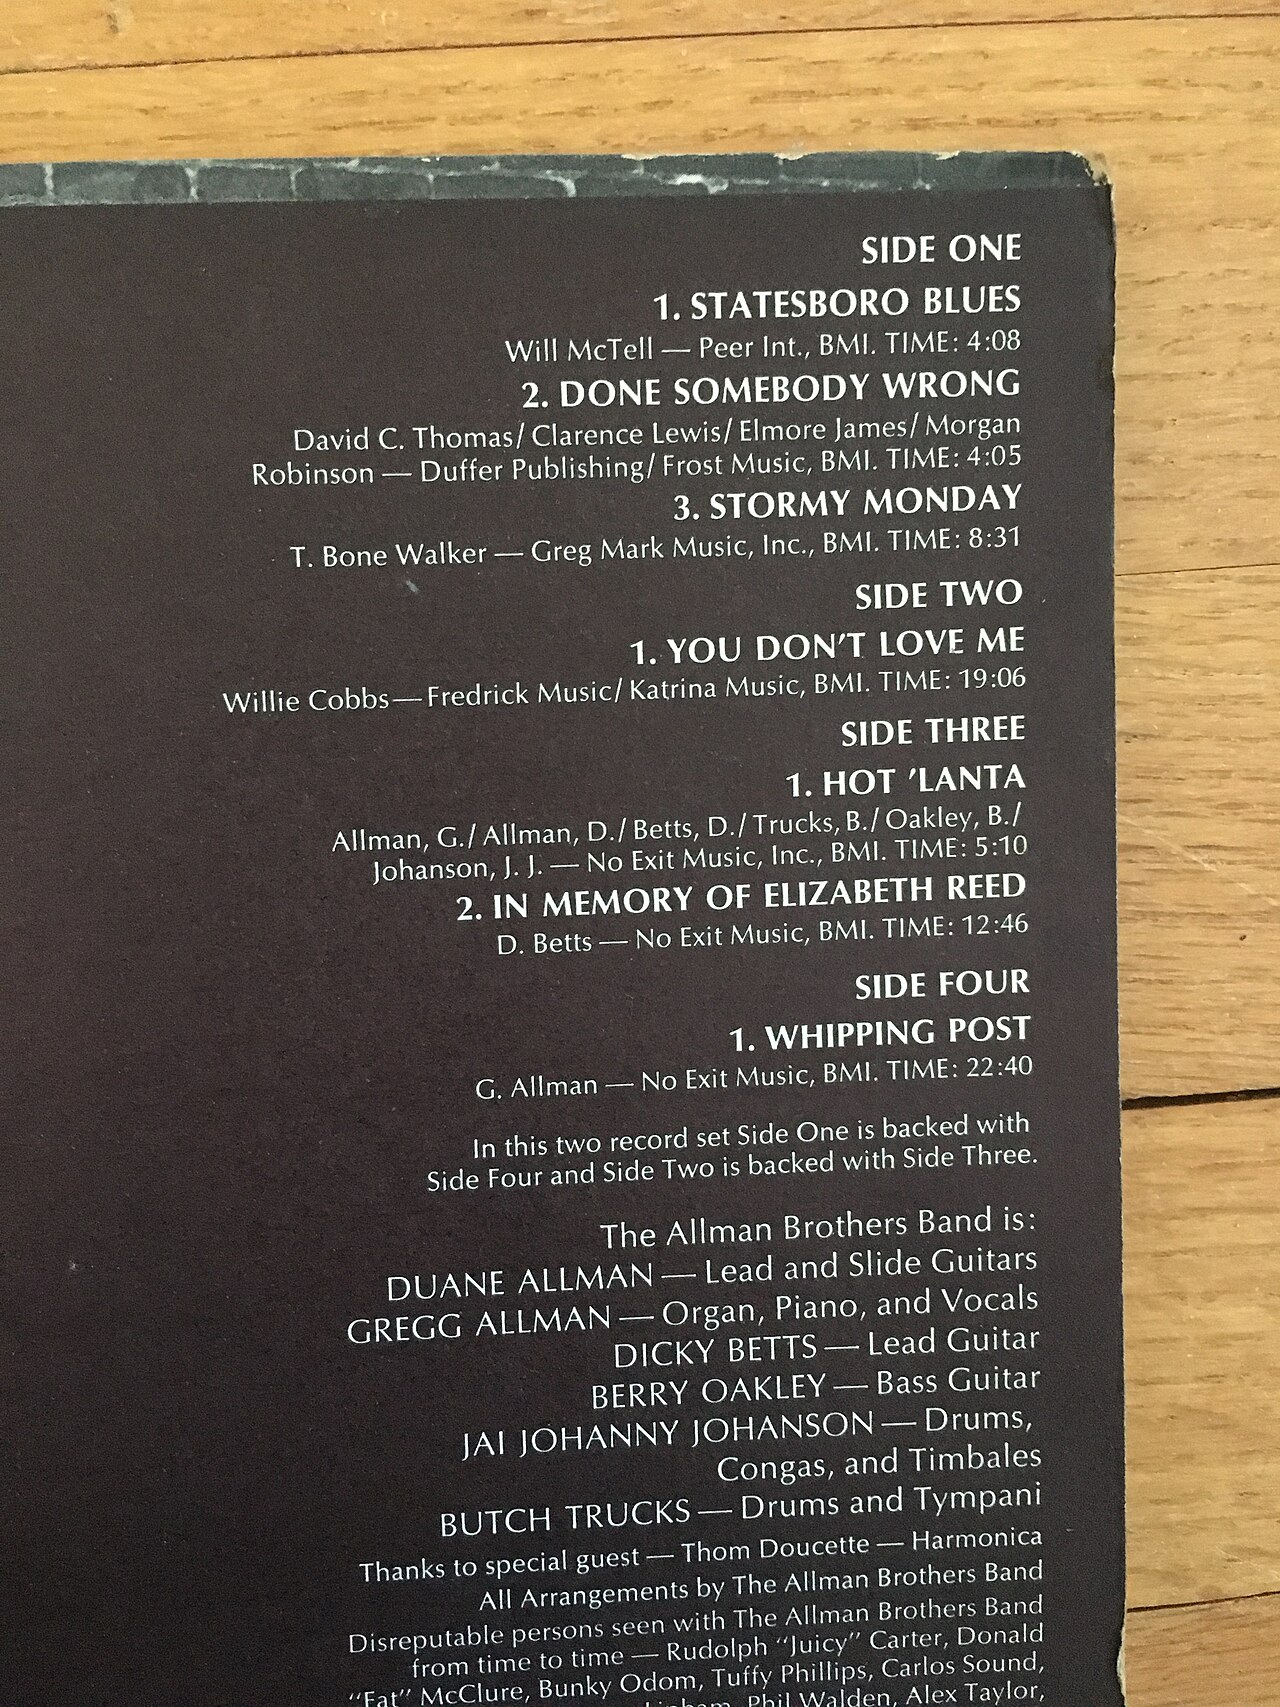 SIDE ONE
1. STATESBORO BLUES
Will McTell — Peer Int., BMI. TIME: 4:08
2. DONE SOMEBODY WRONG
David C. Thomas/ Clarence Lewis/ Elmore James/ Morgan
Robinson — Duffer Publishing/ Frost Music, BMI. TIME: 4:05
3. STORMY MONDAY
T. Bone Walker — Greg Mark Music, Inc., BMI. TIME: 8:31
SIDE TWO
1. YOU DON'T LOVE ME
Willie Cobbs—Fredrick Music/ Katrina Music, BMI. TIME: 19:06
SIDE THREE
1. HOT 'LANTA
Allman, G./ Allman, D./ Betts, D./ Trucks, B./ Oakley, B./
Johanson, J. J. — No Exit Music, Inc., BMI. TIME: 5:10
2. IN MEMORY OF ELIZABETH REED
D. Betts — No Exit Music, BMI. TIME: 12:46
SIDE FOUR
1. WHIPPING POST
G. Allman — No Exit Music, BMI. TIME: 22:40
In this two record set Side One is backed with
Side Four and Side Two is backed with Side Three.
The Allman Brothers Band is:
DUANE ALLMAN — Lead and Slide Guitars
GREGG ALLMAN — Organ, Piano, and Vocals
DICKY BETTS — Lead Guitar
BERRY OAKLEY — Bass Guitar
JAI JOHANNY JOHANSON — Drums,
Congas, and Timbales
BUTCH TRUCKS — Drums and Tympani
Thanks to special guest — Thom Doucette — Harmonica
All Arrangements by The Allman Brothers Band
Disreputable persons seen with The Allman Brothers Band
from time to time — Rudolph "Juicy" Carter, Donald
"Fat" McClure, Bunky Odom, Tuffy Phillips, Carlos Sound,
Phil Walden, Alex Taylor,